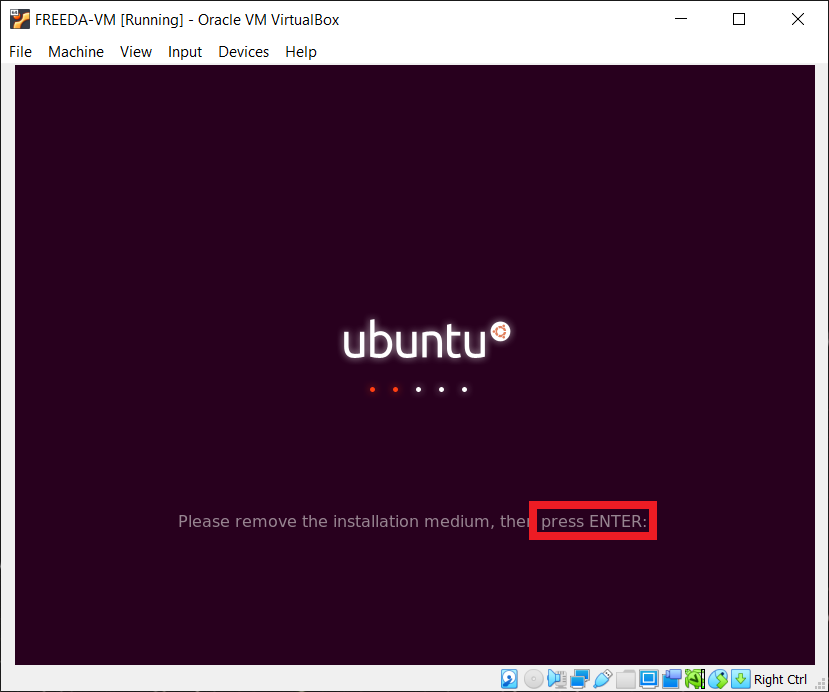 FREEDA-VM [Running] - Oracle VM VirtualBox
File Machine View Input Devices Help
ubuntu
Please remove the installation medium, then press ENTER:
Right Ctrl